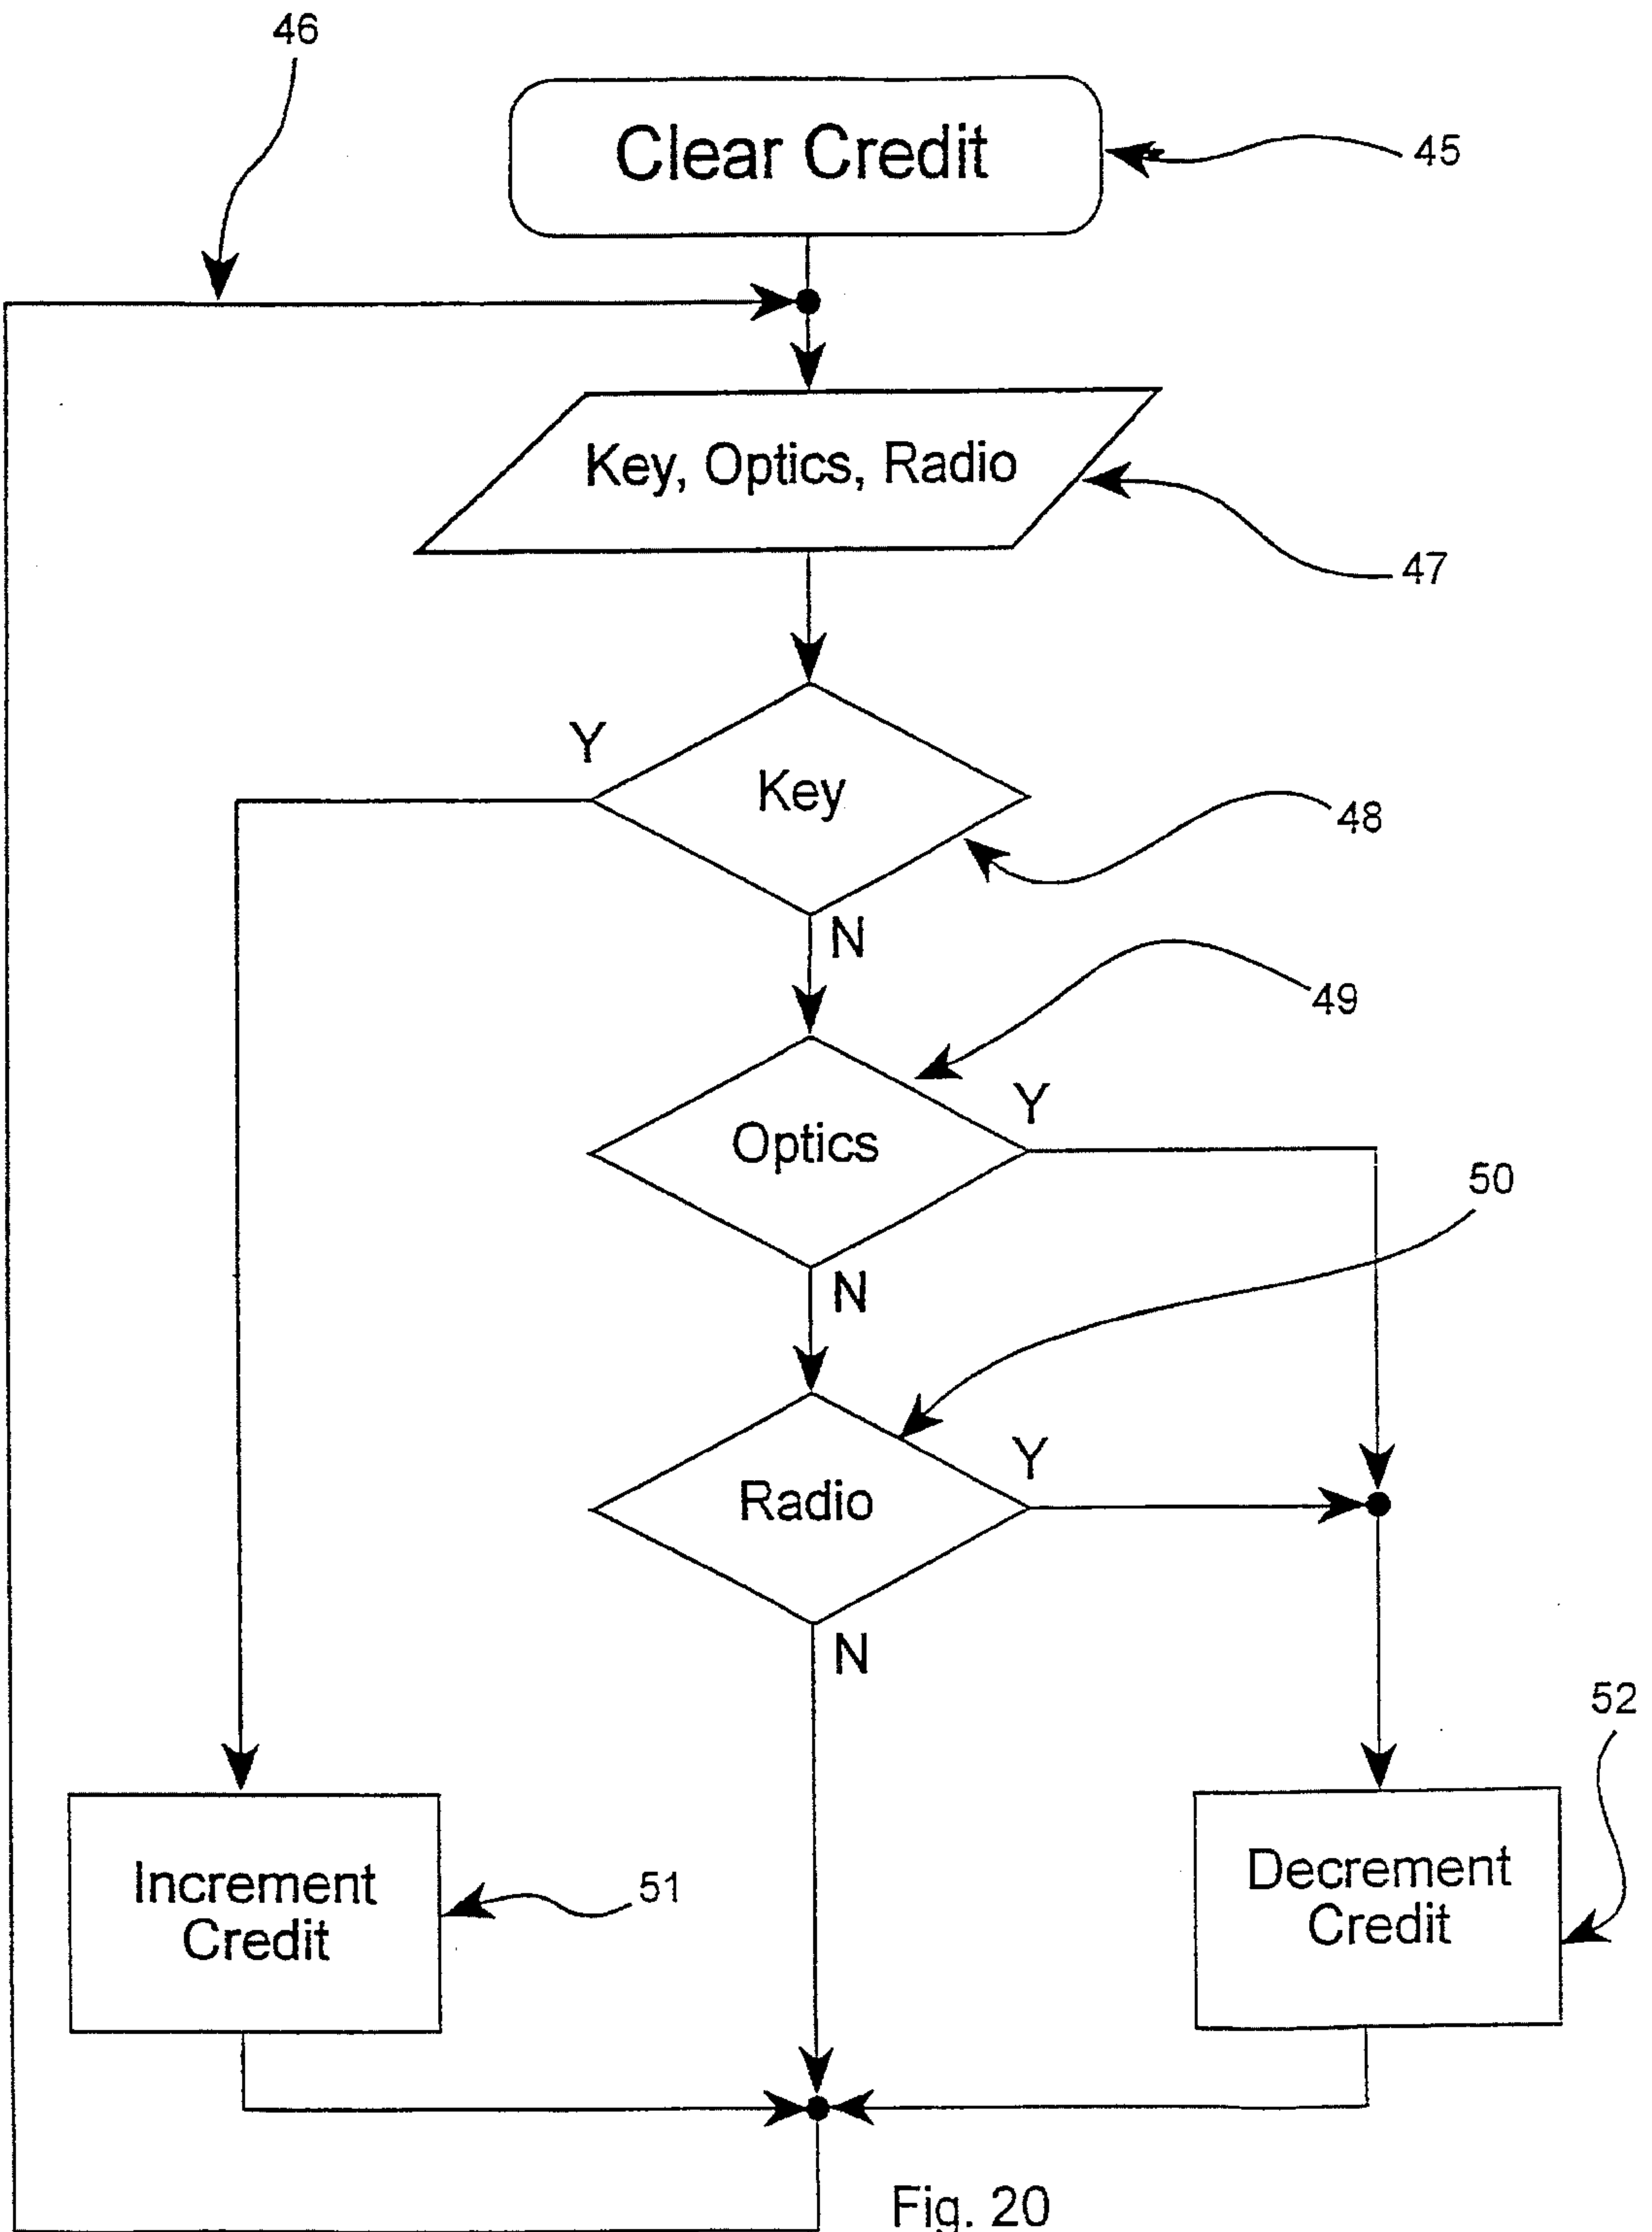 46
Clear Credit
45
Key, Optics, Radio
47
Y
Key
48
N
49
Optics
Y
50
N
Radio
Y
N
52
Increment
Credit
51
Decrement
Credit
Fig. 20